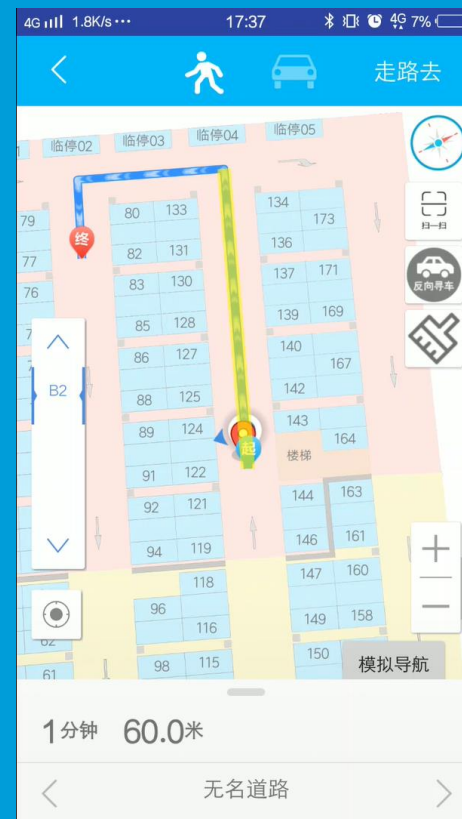 4G 1.8K/s··· 17:37 4G 7%
走路去
临停02 临停03 临停04 临停05
79 80 133 134 173
终
77 82 131 136
76 83 130 137 171
扫一扫
反向寻车
85 128 139 169
86 127 140 167
B2
88 125 142
89 124 143 164
起
91 122 楼梯
92 121 144 163
94 119 146 161
118 147 160
96 116 149 158
61 98 115 150
模拟导航
1分钟 60.0米
无名道路